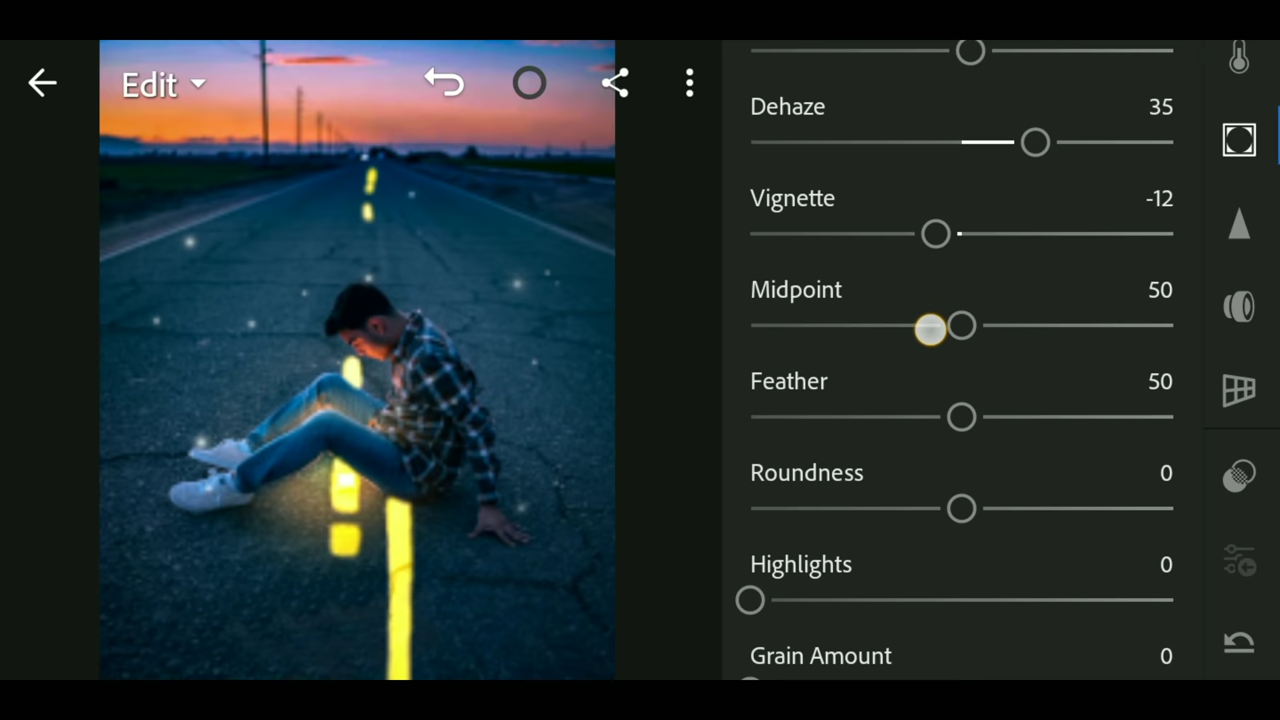 Edit
Dehaze 35
Vignette -12
Midpoint 50
Feather 50
Roundness 0
Highlights 0
Grain Amount 0